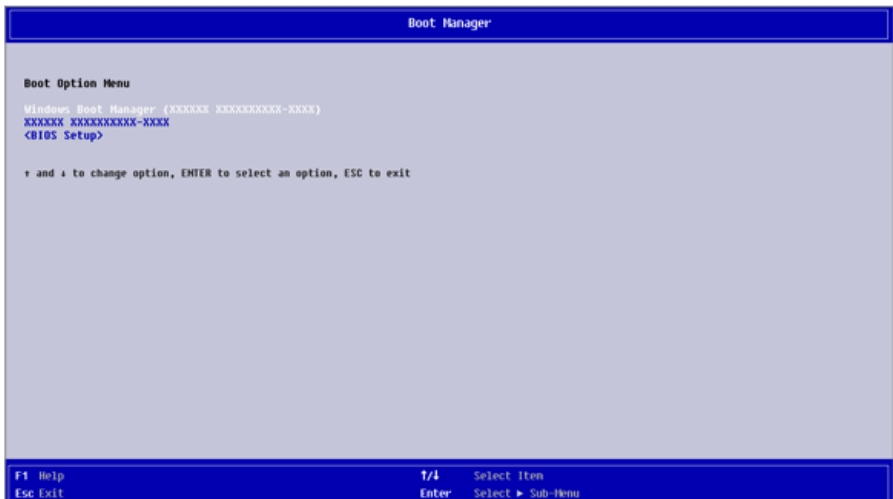 Boot Manager
Boot Option Menu
Windows Boot Manager (XXXXXX XXXXXXXXXX-XXXX)
XXXXXX XXXXXXXXXX-XXXX
<BIOS Setup>
↑ and ↓ to change option, ENTER to select an option, ESC to exit
F1 Help ↑/↓ Select Item
Esc Exit Enter Select ► Sub-Menu